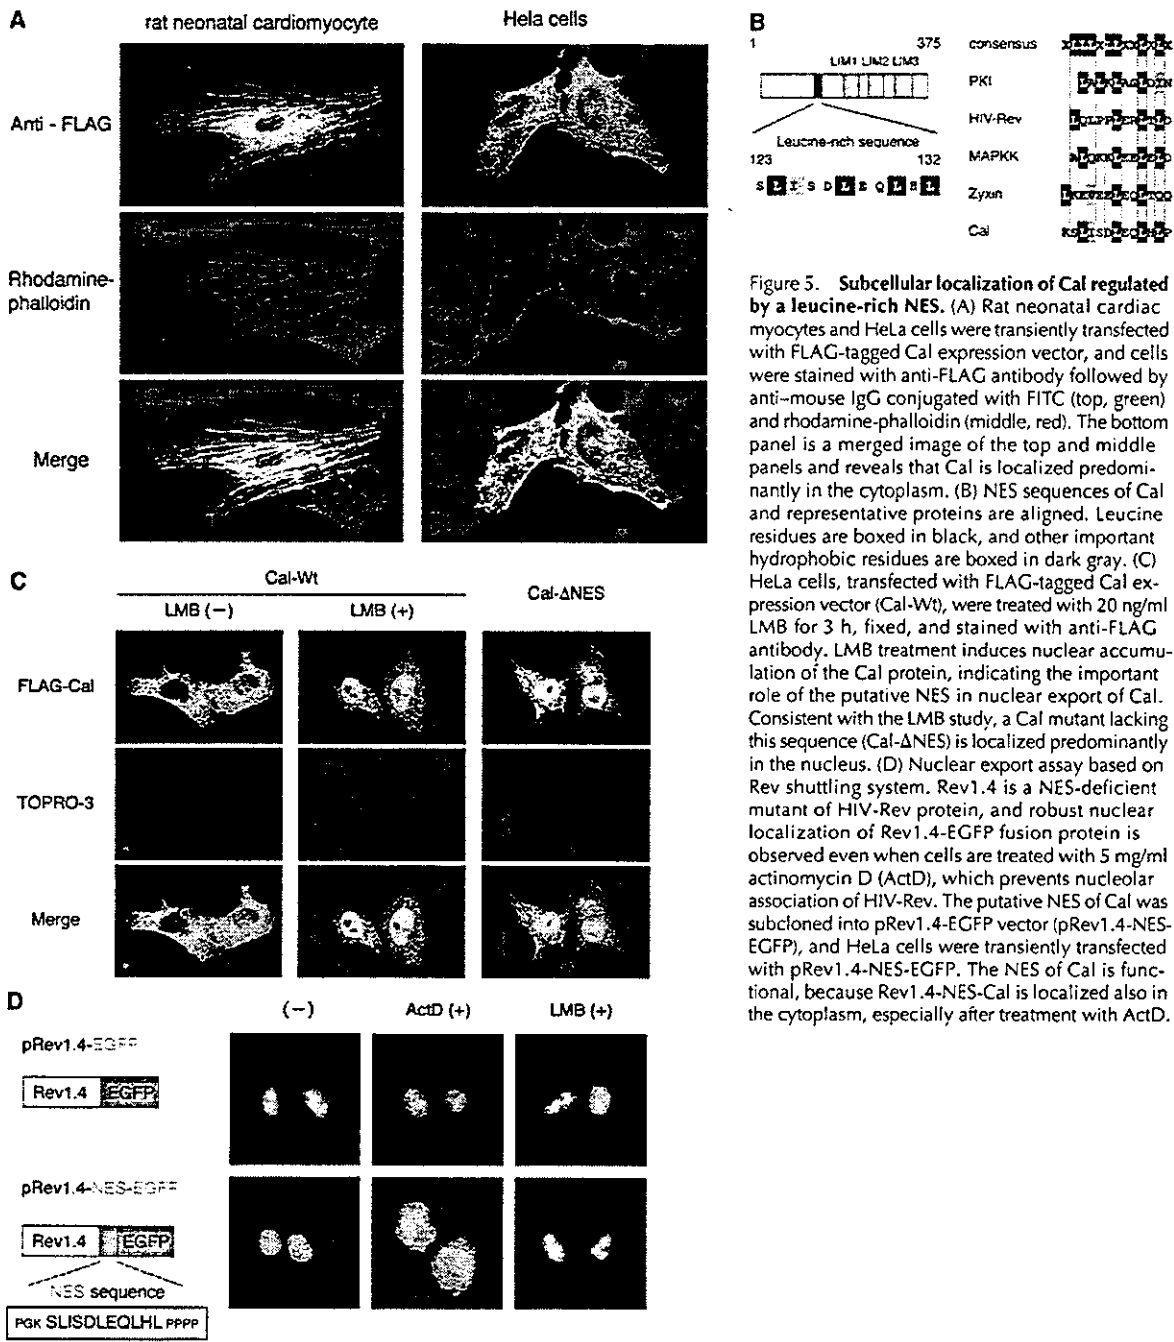 A
rat neonatal cardiomyocyte
Hela cells
Anti - FLAG
Rhodamine-
phalloidin
Merge
B
1
375
LIM1 LIM2 LIM3
Leucine-rich sequence
123
132
S L I S D L E Q L H L
consensus
PKI
HIV-Rev
LQLPPLERLTLD
MAPKK
Zyxin
Cal
KSLISDLEQLHLP
Figure 5. Subcellular localization of Cal regulated
by a leucine-rich NES. (A) Rat neonatal cardiac
myocytes and HeLa cells were transiently transfected
with FLAG-tagged Cal expression vector, and cells
were stained with anti-FLAG antibody followed by
anti–mouse IgG conjugated with FITC (top, green)
and rhodamine-phalloidin (middle, red). The bottom
panel is a merged image of the top and middle
panels and reveals that Cal is localized predomi-
nantly in the cytoplasm. (B) NES sequences of Cal
and representative proteins are aligned. Leucine
residues are boxed in black, and other important
hydrophobic residues are boxed in dark gray. (C)
HeLa cells, transfected with FLAG-tagged Cal ex-
pression vector (Cal-Wt), were treated with 20 ng/ml
LMB for 3 h, fixed, and stained with anti-FLAG
antibody. LMB treatment induces nuclear accumu-
lation of the Cal protein, indicating the important
role of the putative NES in nuclear export of Cal.
Consistent with the LMB study, a Cal mutant lacking
this sequence (Cal-ΔNES) is localized predominantly
in the nucleus. (D) Nuclear export assay based on
Rev shuttling system. Rev1.4 is a NES-deficient
mutant of HIV-Rev protein, and robust nuclear
localization of Rev1.4-EGFP fusion protein is
observed even when cells are treated with 5 mg/ml
actinomycin D (ActD), which prevents nucleolar
association of HIV-Rev. The putative NES of Cal was
subcloned into pRev1.4-EGFP vector (pRev1.4-NES-
EGFP), and HeLa cells were transiently transfected
with pRev1.4-NES-EGFP. The NES of Cal is func-
tional, because Rev1.4-NES-Cal is localized also in
the cytoplasm, especially after treatment with ActD.
C
Cal-Wt
LMB (−)
LMB (+)
Cal-ΔNES
FLAG-Cal
TOPRO-3
Merge
D
(−)
ActD (+)
LMB (+)
pRev1.4-EGFP
Rev1.4 EGFP
pRev1.4-NES-EGFP
Rev1.4 EGFP
NES sequence
PGK SLISDLEQLHL PPPP